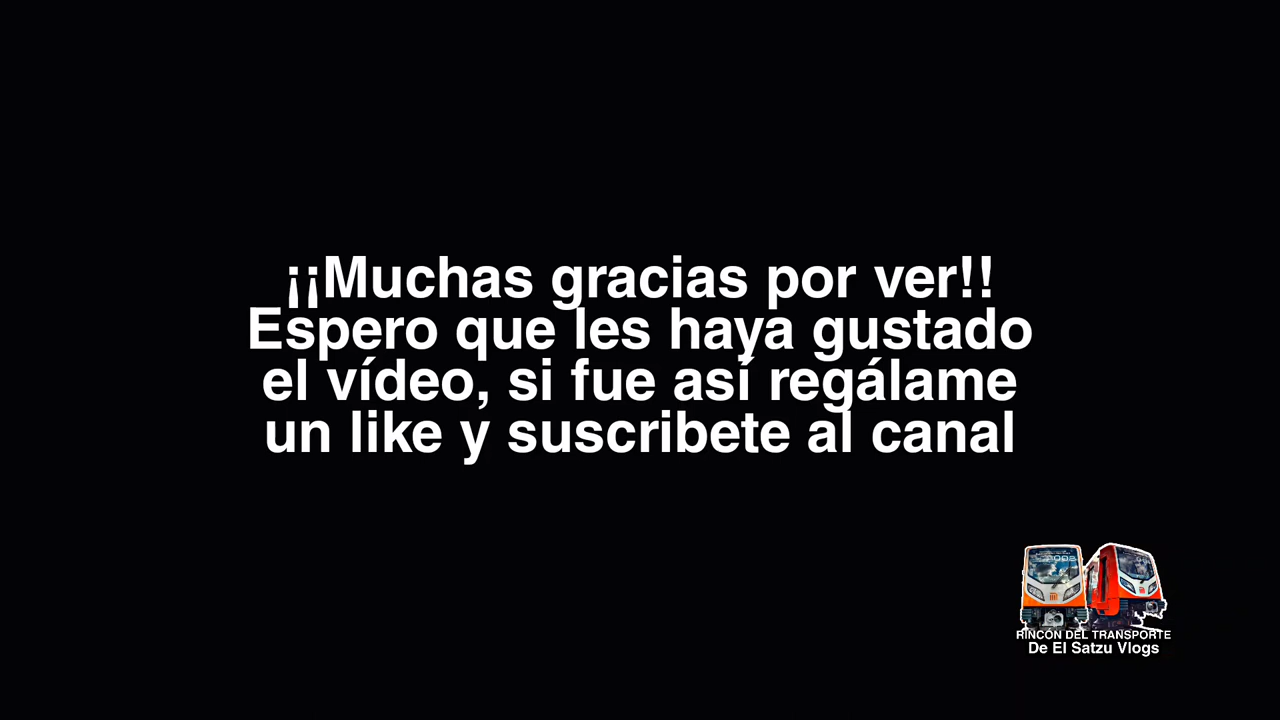 ¡¡Muchas gracias por ver!!
Espero que les haya gustado
el vídeo, si fue así regálame
un like y suscribete al canal
RINCÓN DEL TRANSPORTE
De El Satzu Vlogs